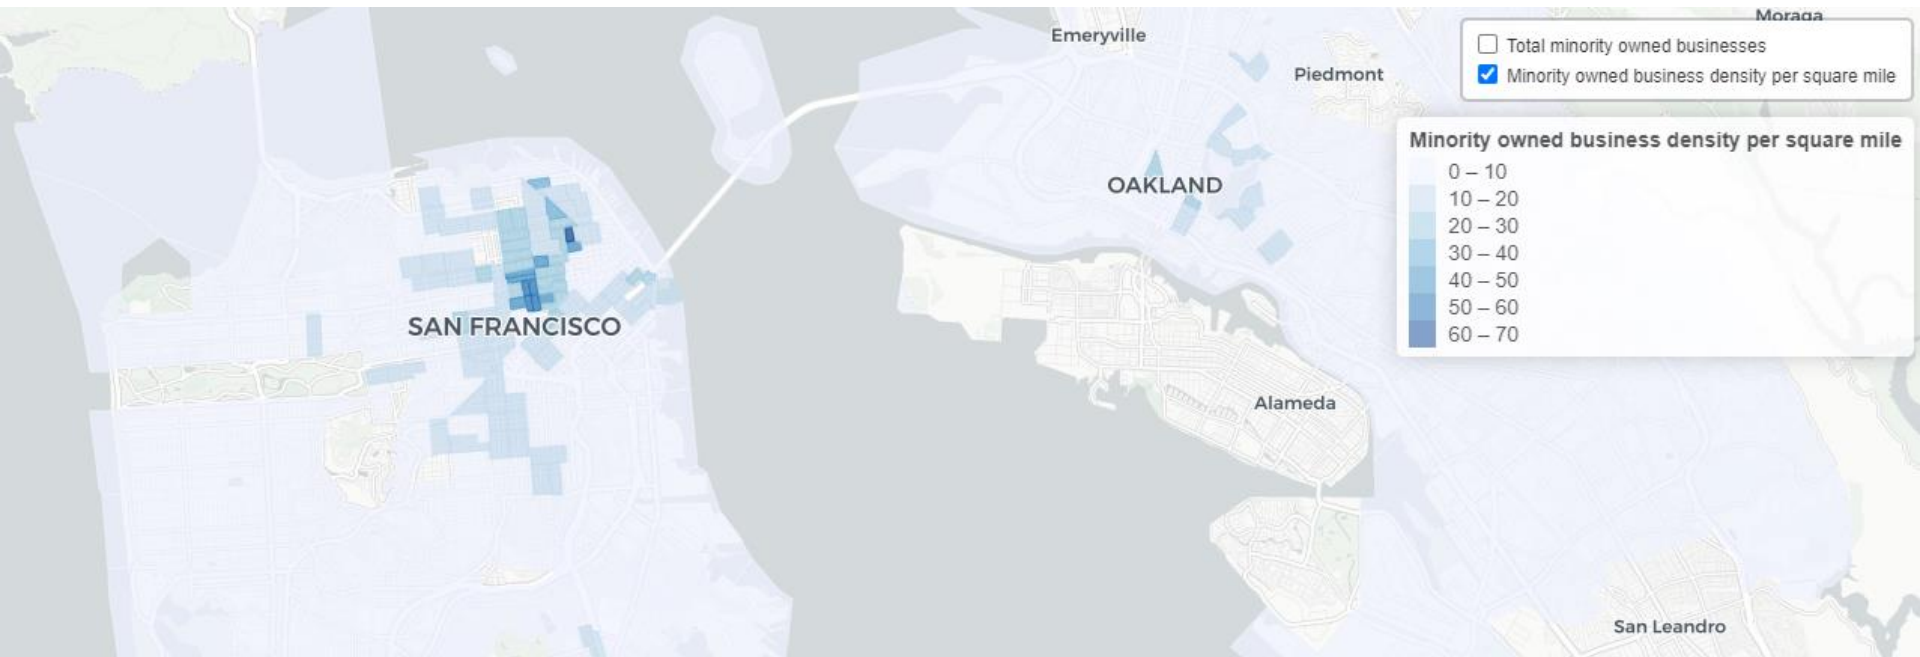 Moraga
Emeryville
Total minority owned businesses
Piedmont
Minority owned business density per square mile
Minority owned business density per square mile
0 – 10
OAKLAND
10 – 20
20 – 30
30 – 40
40 – 50
50 – 60
SAN FRANCISCO
60 – 70
Alameda
San Leandro